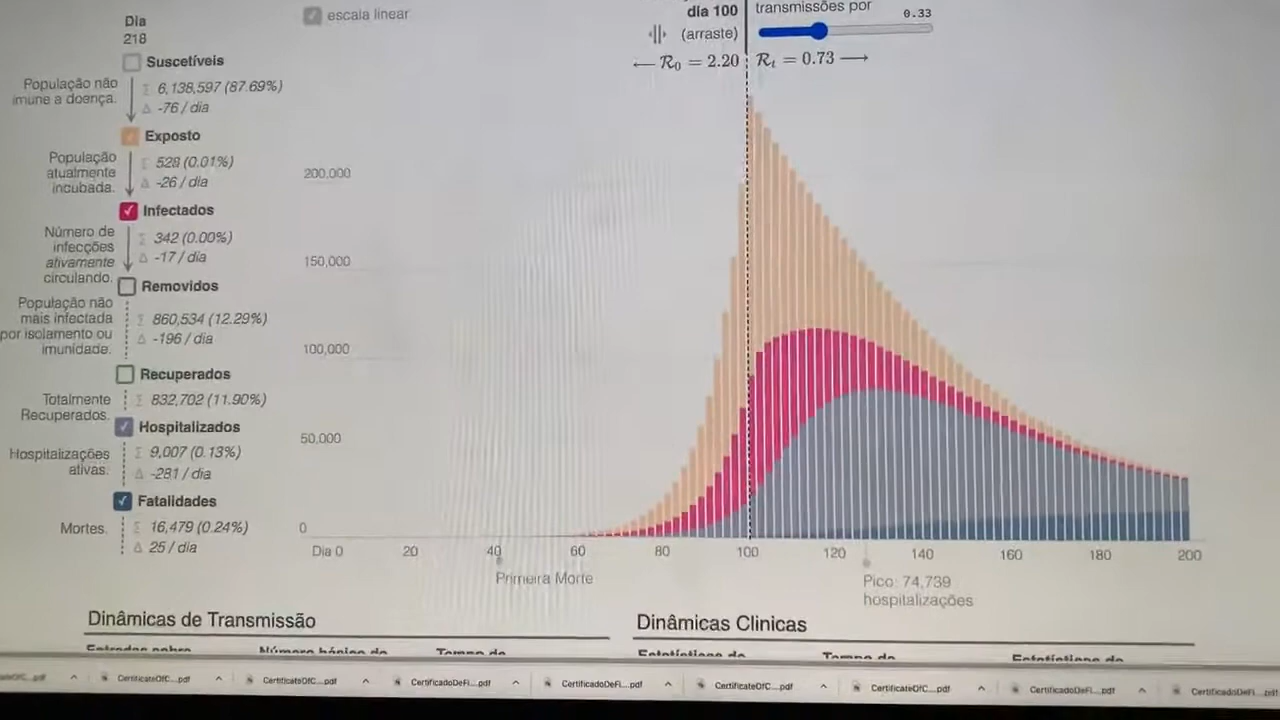 Dia
218
escala linear
dia 100
(arraste)
transmissões por
0.33
← R₀ = 2.20
Rₜ = 0.73 →
Suscetíveis
População não
imune a doença.
Σ 6,138,597 (87.69%)
Δ -76 / dia
Exposto
População
atualmente
incubada.
Σ 528 (0.01%)
Δ -26 / dia
Infectados
Número de
infecções
ativamente
circulando.
Σ 342 (0.00%)
Δ -17 / dia
Removidos
População não
mais infectada
por isolamento ou
imunidade.
Σ 860,534 (12.29%)
Δ -196 / dia
Recuperados
Totalmente
Recuperados.
Σ 832,702 (11.90%)
Hospitalizados
Hospitalizações
ativas.
Σ 9,007 (0.13%)
Δ -281 / dia
Fatalidades
Mortes.
Σ 16,479 (0.24%)
Δ 25 / dia
200,000
150,000
100,000
50,000
0
Dia 0 20 40 60 80 100 120 140 160 180 200
Primeira Morte
Pico: 74,739
hospitalizações
Dinâmicas de Transmissão
Dinâmicas Clinicas
CertificateOfC....pdf
CertificateOfC....pdf
CertificadoDeFi....pdf
CertificadoDeFi....pdf
CertificateOfC....pdf
CertificateOfC....pdf
CertificadoDeFi....pdf
CertificadoDeFi....pdf